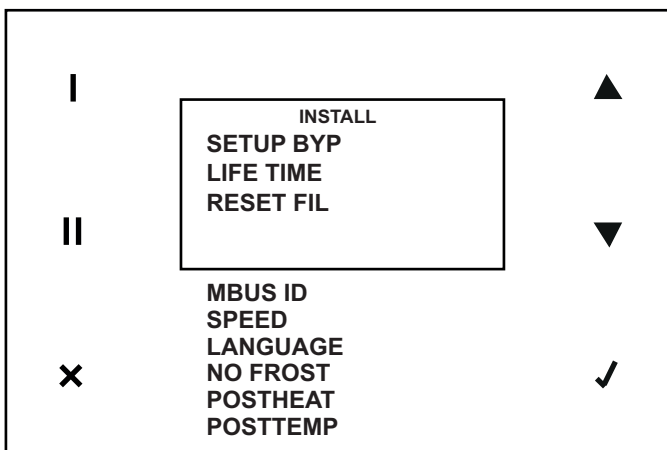 I
INSTALL
SETUP BYP
LIFE TIME
RESET FIL
II
MBUS ID
SPEED
LANGUAGE
NO FROST
POSTHEAT
POSTTEMP